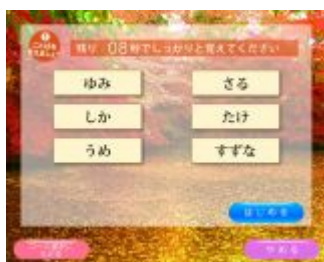 残り 08秒でしっかりと覚えてください
ゆみ
さる
しか
たけ
うめ
すずな
はじめる
やめる